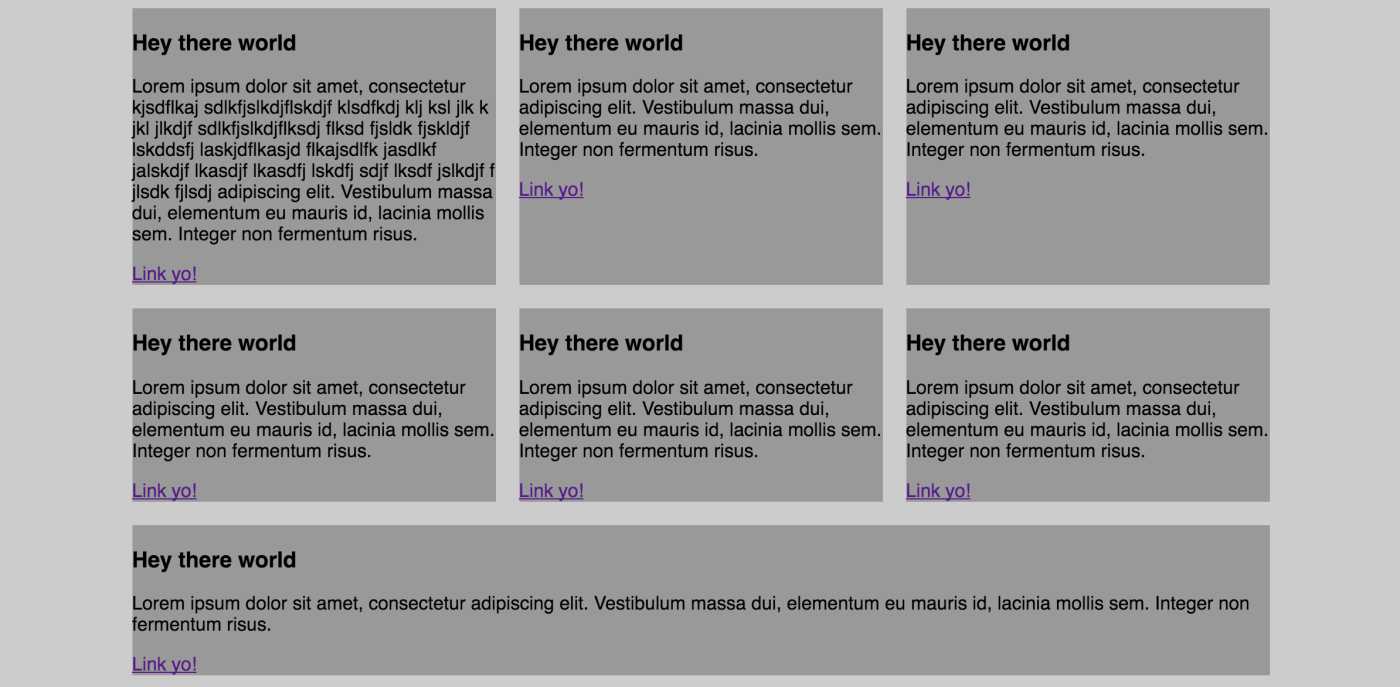 Hey there world
Lorem ipsum dolor sit amet, consectetur
kjsdflkaj sdlkfjslkdjflskdjf klsdfkdj klj ksl jlk k
jkl jlkdjf sdlkfjslkdjflksdj flksd fjsldk fjskldjf
lskddsfj laskjdflkasjd flkajsdlfk jasdlkf
jalskdjf lkasdjf lkasdfj lskdfj sdjf lksdf jslkdjf f
jlsdk fjlsdj adipiscing elit. Vestibulum massa
dui, elementum eu mauris id, lacinia mollis
sem. Integer non fermentum risus.
Link yo!
Hey there world
Lorem ipsum dolor sit amet, consectetur
adipiscing elit. Vestibulum massa dui,
elementum eu mauris id, lacinia mollis sem.
Integer non fermentum risus.
Link yo!
Hey there world
Lorem ipsum dolor sit amet, consectetur
adipiscing elit. Vestibulum massa dui,
elementum eu mauris id, lacinia mollis sem.
Integer non fermentum risus.
Link yo!
Hey there world
Lorem ipsum dolor sit amet, consectetur
adipiscing elit. Vestibulum massa dui,
elementum eu mauris id, lacinia mollis sem.
Integer non fermentum risus.
Link yo!
Hey there world
Lorem ipsum dolor sit amet, consectetur
adipiscing elit. Vestibulum massa dui,
elementum eu mauris id, lacinia mollis sem.
Integer non fermentum risus.
Link yo!
Hey there world
Lorem ipsum dolor sit amet, consectetur
adipiscing elit. Vestibulum massa dui,
elementum eu mauris id, lacinia mollis sem.
Integer non fermentum risus.
Link yo!
Hey there world
Lorem ipsum dolor sit amet, consectetur adipiscing elit. Vestibulum massa dui, elementum eu mauris id, lacinia mollis sem. Integer non
fermentum risus.
Link yo!